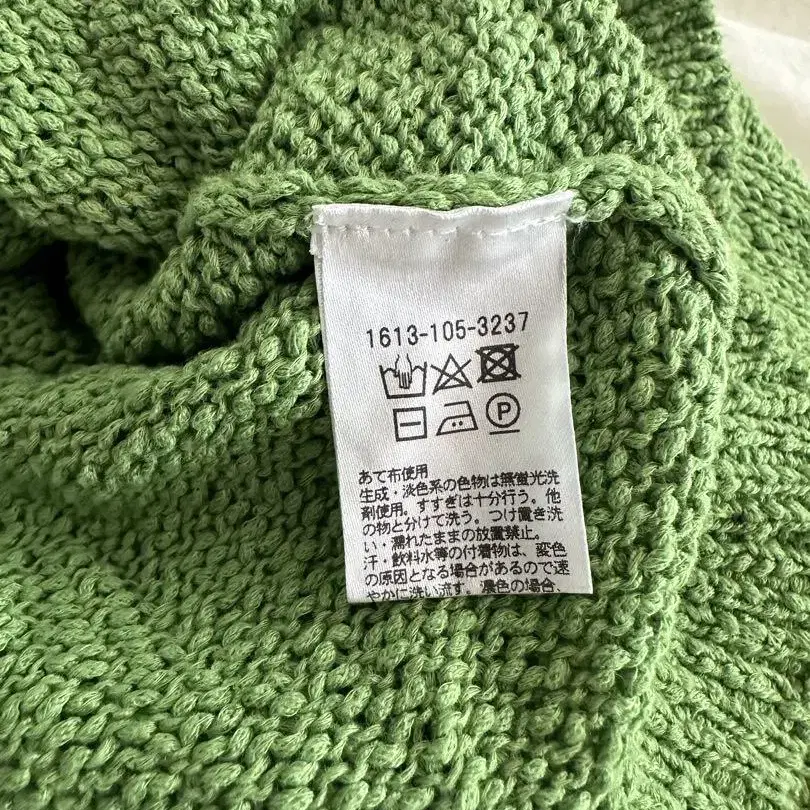 1613-105-3237
P
あて布使用
生成・淡色系の色物は無蛍光洗
剤使用。すすぎは十分行う。他
の物と分けて洗う。つけ置き洗
い・濡れたままの放置禁止。
汗・飲料水等の付着物は、変色
の原因となる場合があるので速
やかに洗い流す。濃色の場合、